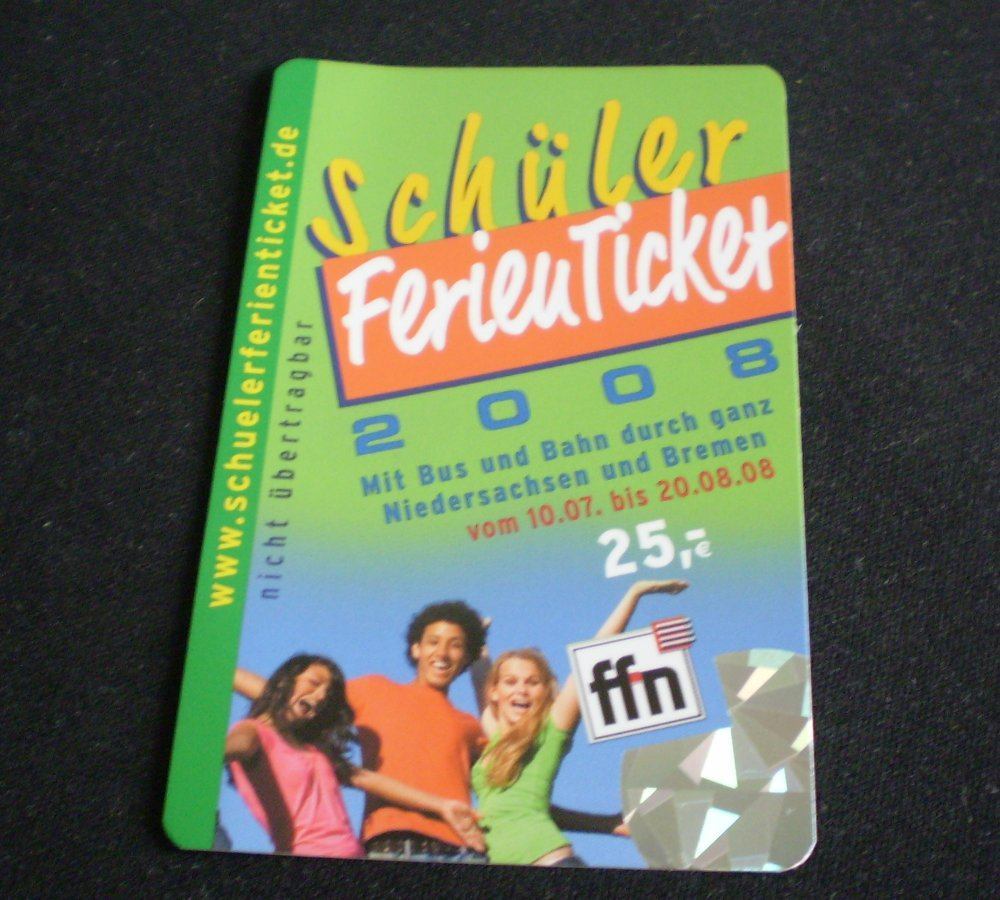 www.schuelerferienticket.de
nicht übertragbar
Schüler
FerienTicket
2008
Mit Bus und Bahn durch ganz
Niedersachsen und Bremen
vom 10.07. bis 20.08.08
25,-€
ffn